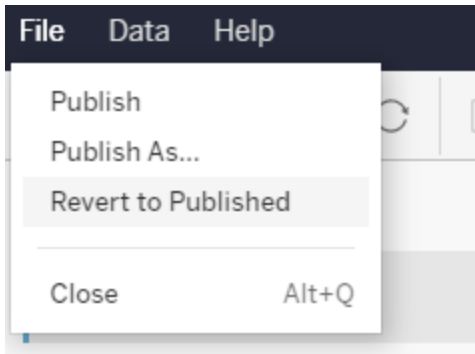 File Data Help
Publish
Publish As...
Revert to Published
Close Alt+Q